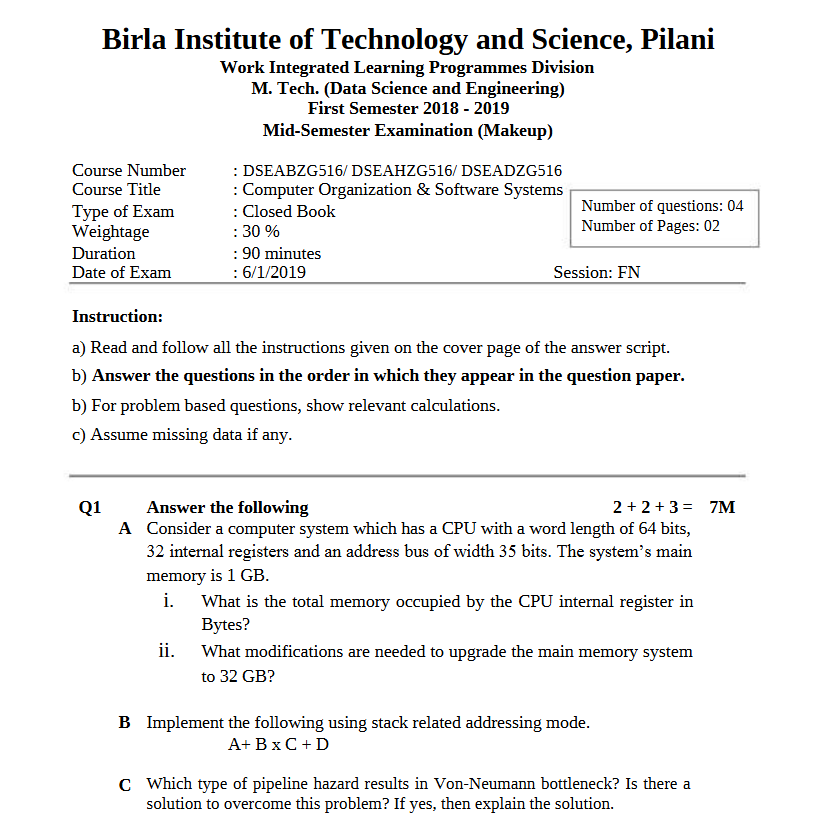 Birla Institute of Technology and Science, Pilani
Work Integrated Learning Programmes Division
M. Tech. (Data Science and Engineering)
First Semester 2018 - 2019
Mid-Semester Examination (Makeup)
Course Number : DSEABZG516/ DSEAHZG516/ DSEADZG516
Course Title : Computer Organization & Software Systems
Number of questions: 04
Type of Exam : Closed Book
Number of Pages: 02
Weightage : 30 %
Duration : 90 minutes
Date of Exam : 6/1/2019 Session: FN
Instruction:
a) Read and follow all the instructions given on the cover page of the answer script.
b) Answer the questions in the order in which they appear in the question paper.
b) For problem based questions, show relevant calculations.
c) Assume missing data if any.
Q1 Answer the following 2 + 2 + 3 = 7M
A Consider a computer system which has a CPU with a word length of 64 bits,
32 internal registers and an address bus of width 35 bits. The system’s main
memory is 1 GB.
i. What is the total memory occupied by the CPU internal register in
Bytes?
ii. What modifications are needed to upgrade the main memory system
to 32 GB?
B Implement the following using stack related addressing mode.
A+ B x C + D
C Which type of pipeline hazard results in Von-Neumann bottleneck? Is there a
solution to overcome this problem? If yes, then explain the solution.